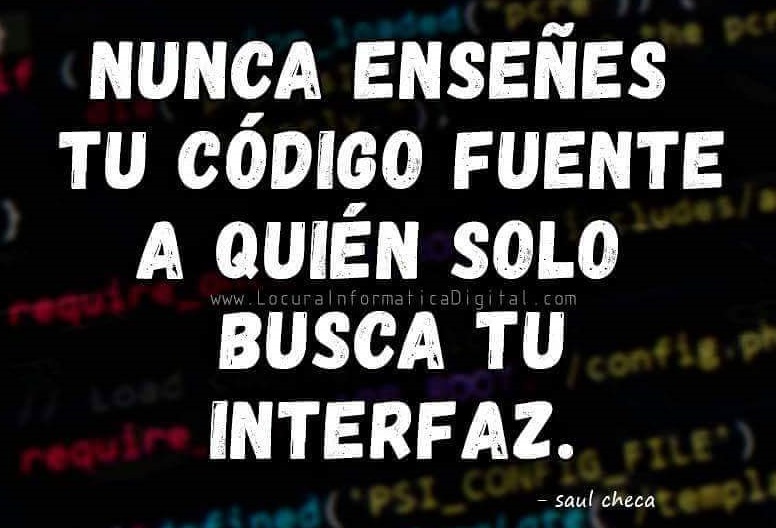 NUNCA ENSEÑES
TU CÓDIGO FUENTE
A QUIÉN SOLO
www.LocuraInformaticaDigital.com
BUSCA TU
INTERFAZ.
- saul checa